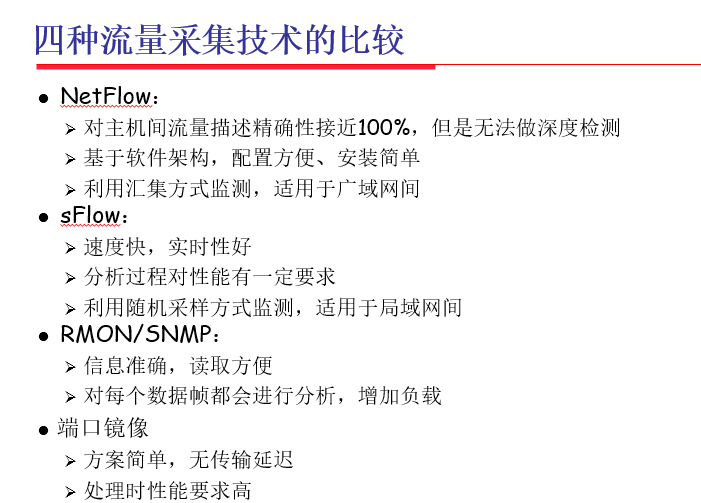 四种流量采集技术的比较
NetFlow：
对主机间流量描述精确性接近100%，但是无法做深度检测
基于软件架构，配置方便、安装简单
利用汇集方式监测，适用于广域网间
sFlow：
速度快，实时性好
分析过程对性能有一定要求
利用随机采样方式监测，适用于局域网间
RMON/SNMP：
信息准确，读取方便
对每个数据帧都会进行分析，增加负载
端口镜像
方案简单，无传输延迟
处理时性能要求高